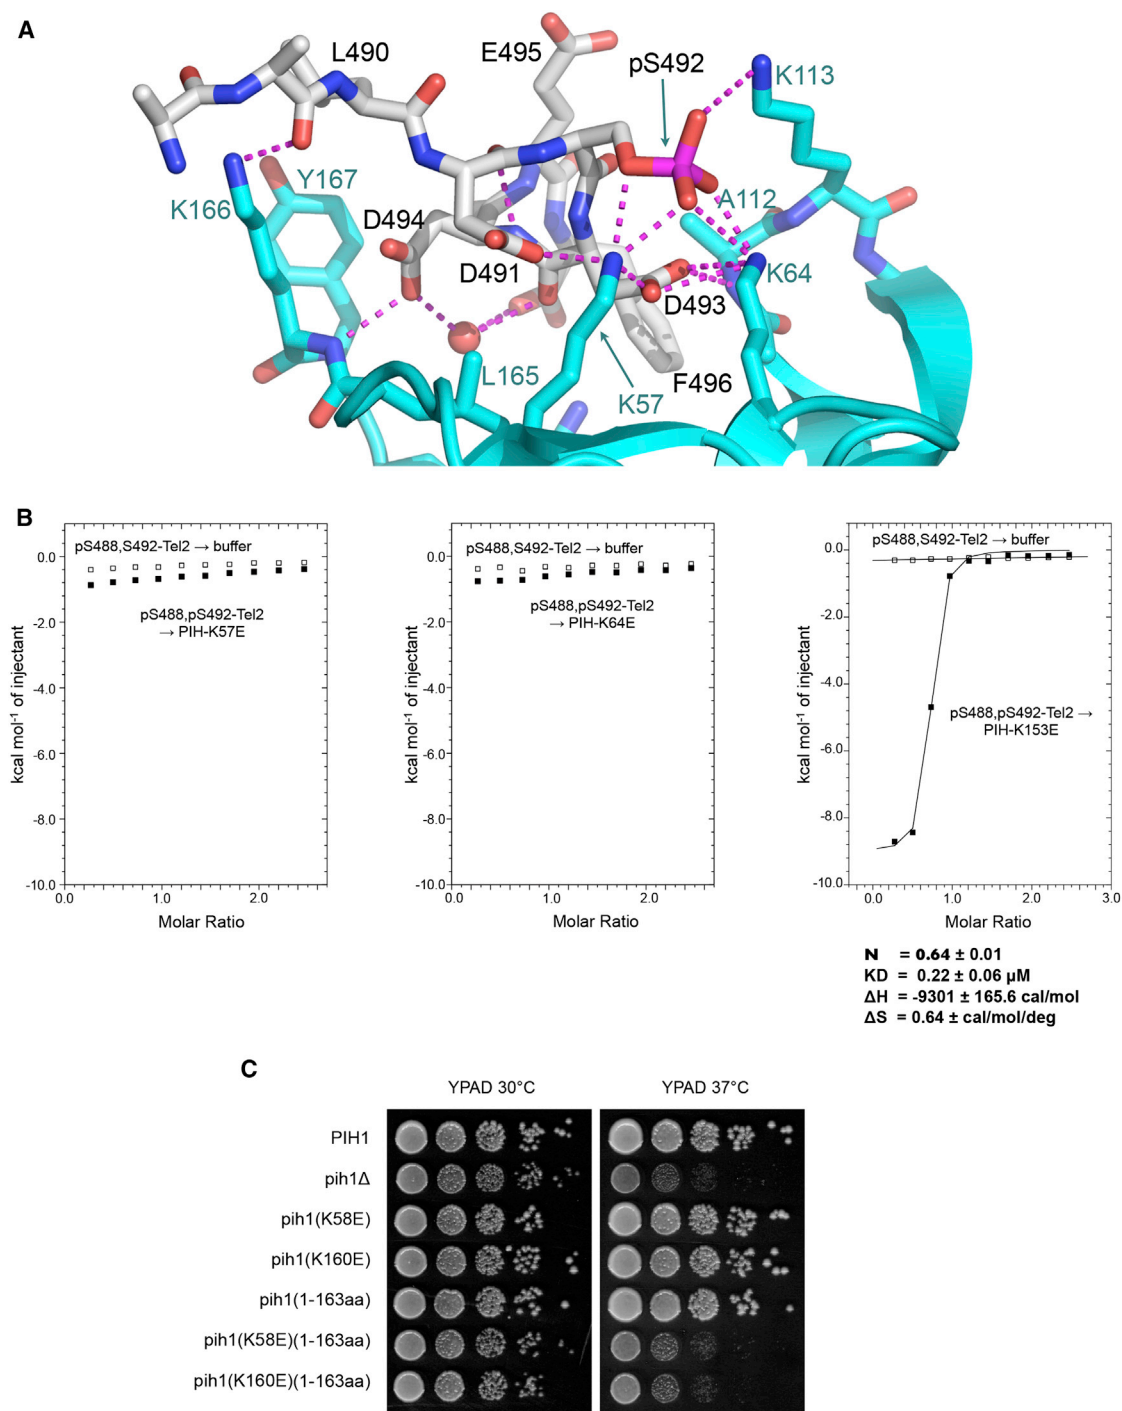 A
L490
E495
pS492
K113
Y167
K166
A112
D494
D491
K64
D493
L165
F496
K57
B
pS488,S492-Tel2 → buffer
pS488,pS492-Tel2
→ PIH-K57E
0.0
-2.0
-4.0
-6.0
-8.0
-10.0
kcal mol-1 of injectant
0.0 1.0 2.0
Molar Ratio
pS488,S492-Tel2 → buffer
pS488,pS492-Tel2
→ PIH-K64E
0.0
-2.0
-4.0
-6.0
-8.0
-10.0
kcal mol-1 of injectant
0.0 1.0 2.0
Molar Ratio
pS488,S492-Tel2 → buffer
pS488,pS492-Tel2 →
PIH-K153E
0.0
-2.0
-4.0
-6.0
-8.0
-10.0
kcal mol-1 of injectant
0.0 1.0 2.0 3.0
Molar Ratio
N = 0.64 ± 0.01
KD = 0.22 ± 0.06 µM
ΔH = -9301 ± 165.6 cal/mol
ΔS = 0.64 ± cal/mol/deg
C
YPAD 30°C YPAD 37°C
PIH1
pih1Δ
pih1(K58E)
pih1(K160E)
pih1(1-163aa)
pih1(K58E)(1-163aa)
pih1(K160E)(1-163aa)